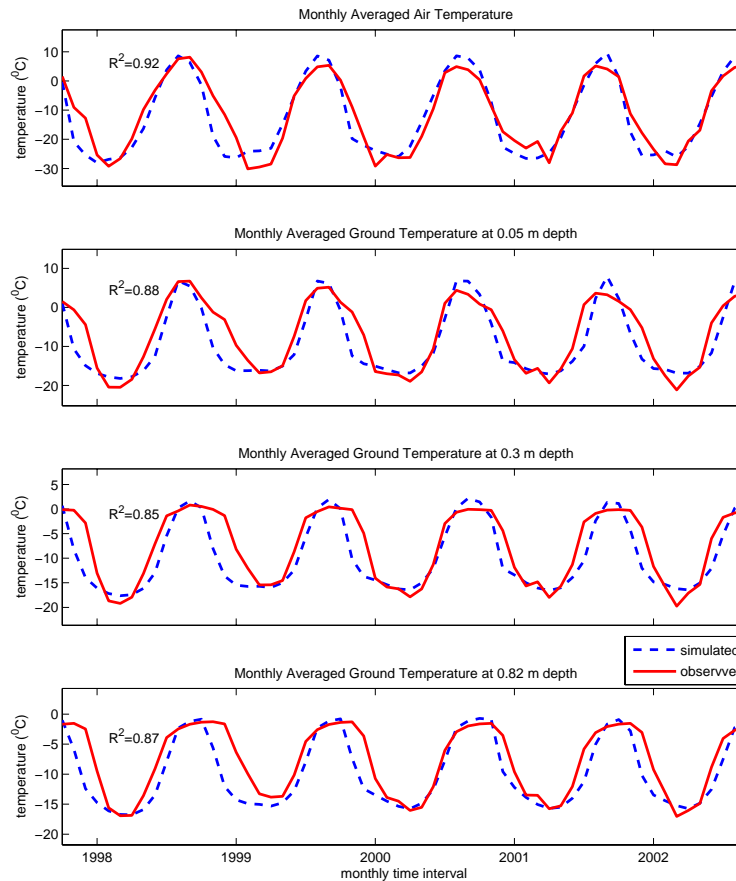 Monthly Averaged Air Temperature
temperature (⁰C)
10
0
−10
−20
−30
R²=0.92
Monthly Averaged Ground Temperature at 0.05 m depth
temperature (⁰C)
10
0
−10
−20
R²=0.88
Monthly Averaged Ground Temperature at 0.3 m depth
temperature (⁰C)
5
0
−5
−10
−15
−20
R²=0.85
simulated
observve
Monthly Averaged Ground Temperature at 0.82 m depth
temperature (⁰C)
0
−5
−10
−15
−20
R²=0.87
1998 1999 2000 2001 2002
monthly time interval